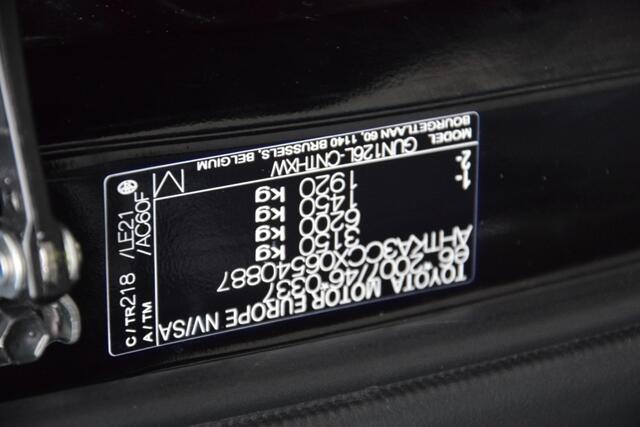 TOYOTA MOTOR EUROPE NV/SA
e6*2007/46*0337
AHTKA3CCX06540887
3150 kg
6200 kg
1- 1450 kg
2- 1920 kg
MODEL GUN126L-CNTHXW
BOURGETLAAN 60, 1140 BRUSSELS, BELGIUM
C/TR 218 /LE21
A/TM /AC60F